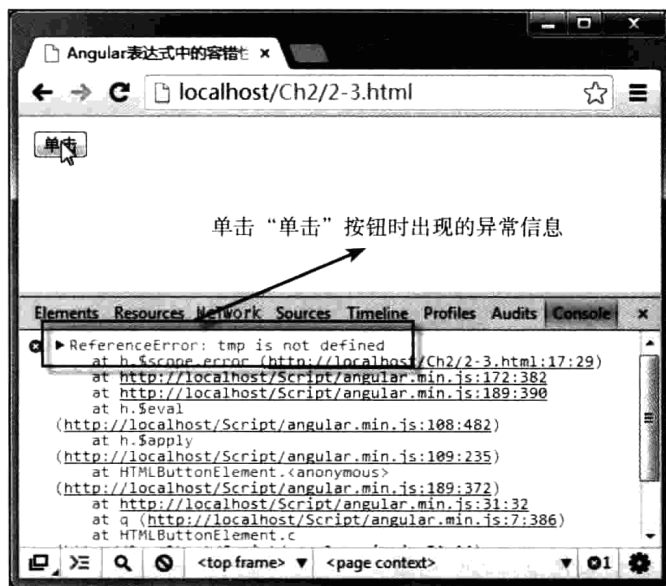 Angular表达式中的容错性 ×
localhost/Ch2/2-3.html
单击
单击“单击”按钮时出现的异常信息
Elements Resources Network Sources Timeline Profiles Audits Console ×
ReferenceError: tmp is not defined
at h.$scope.error (http://localhost/Ch2/2-3.html:17:29)
at http://localhost/Script/angular.min.js:172:382
at http://localhost/Script/angular.min.js:189:390
at h.$eval
(http://localhost/Script/angular.min.js:108:482)
at h.$apply
(http://localhost/Script/angular.min.js:109:235)
at HTMLButtonElement.<anonymous>
(http://localhost/Script/angular.min.js:189:372)
at http://localhost/Script/angular.min.js:31:32
at q (http://localhost/Script/angular.min.js:7:386)
at HTMLButtonElement.c
<top frame> ▼ <page context> ▼ 1